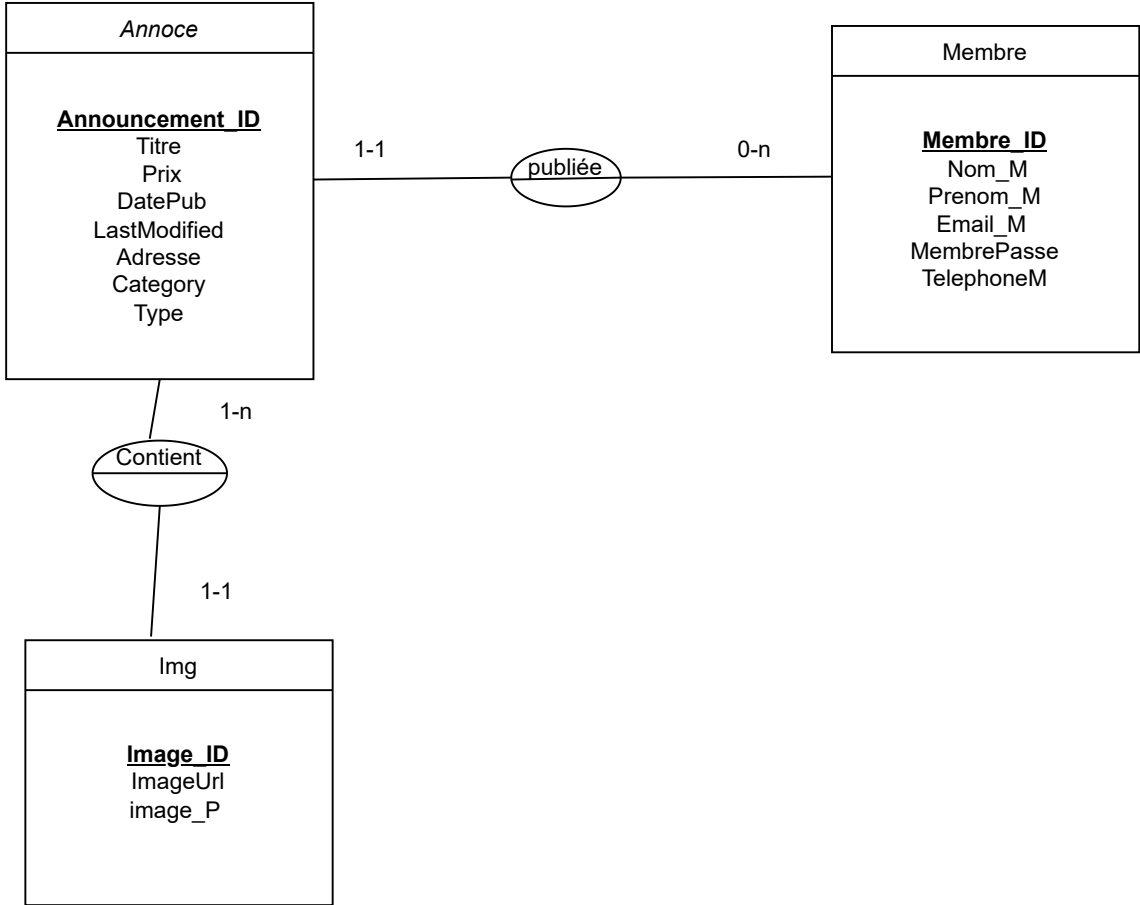 Annoce
Announcement_ID
Titre
Prix
DatePub
LastModified
Adresse
Category
Type
1-1
publiée
0-n
Membre
Membre_ID
Nom_M
Prenom_M
Email_M
MembrePasse
TelephoneM
1-n
Contient
1-1
Img
Image_ID
ImageUrl
image_P